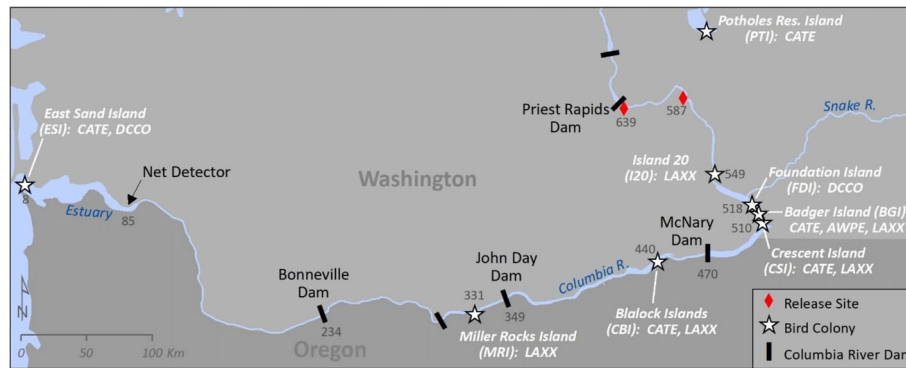 Potholes Res. Island
(PTI): CATE
East Sand Island
(ESI): CATE, DCCO
Priest Rapids
Dam
639
587
Snake R.
Net Detector
Washington
Island 20
(I20): LAXX
549
Foundation Island
(FDI): DCCO
8
Estuary
85
518
Badger Island (BGI)
CATE, AWPE, LAXX
510
McNary
Dam
440
470
Crescent Island
(CSI): CATE, LAXX
Bonneville
Dam
234
John Day
Dam
331
349
Columbia R.
Blalock Islands
(CBI): CATE, LAXX
Miller Rocks Island
(MRI): LAXX
Oregon
N
0 50 100 Km
Release Site
Bird Colony
Columbia River Dam